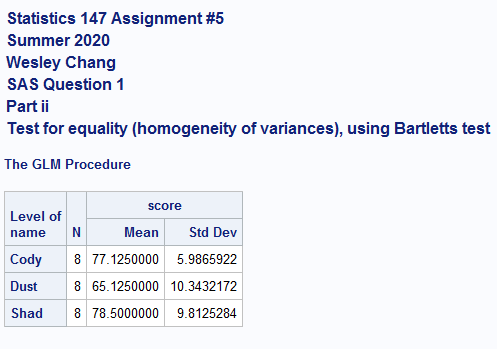 Statistics 147 Assignment #5
Summer 2020
Wesley Chang
SAS Question 1
Part ii
Test for equality (homogeneity of variances), using Bartletts test
The GLM Procedure
Level of name N score
Mean Std Dev
Cody 8 77.1250000 5.9865922
Dust 8 65.1250000 10.3432172
Shad 8 78.5000000 9.8125284